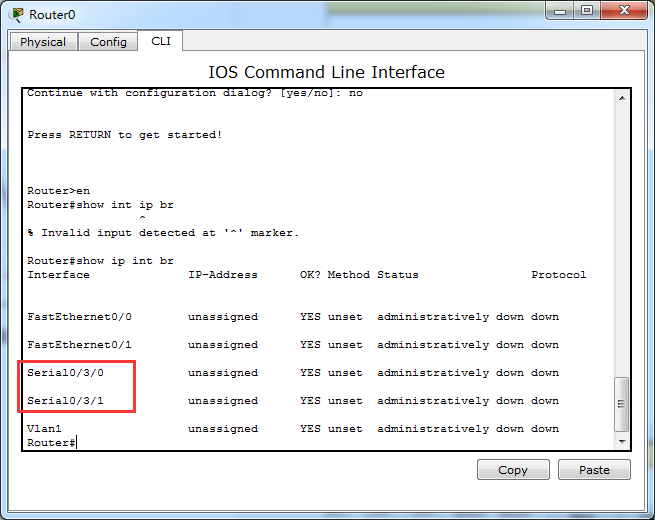 Router0
Physical Config CLI
IOS Command Line Interface
Continue with configuration dialog? [yes/no]: no
Press RETURN to get started!
Router>en
Router#show int ip br
^
% Invalid input detected at '^' marker.
Router#show ip int br
Interface IP-Address OK? Method Status Protocol
FastEthernet0/0 unassigned YES unset administratively down down
FastEthernet0/1 unassigned YES unset administratively down down
Serial0/3/0 unassigned YES unset administratively down down
Serial0/3/1 unassigned YES unset administratively down down
Vlan1 unassigned YES unset administratively down down
Router#
Copy Paste